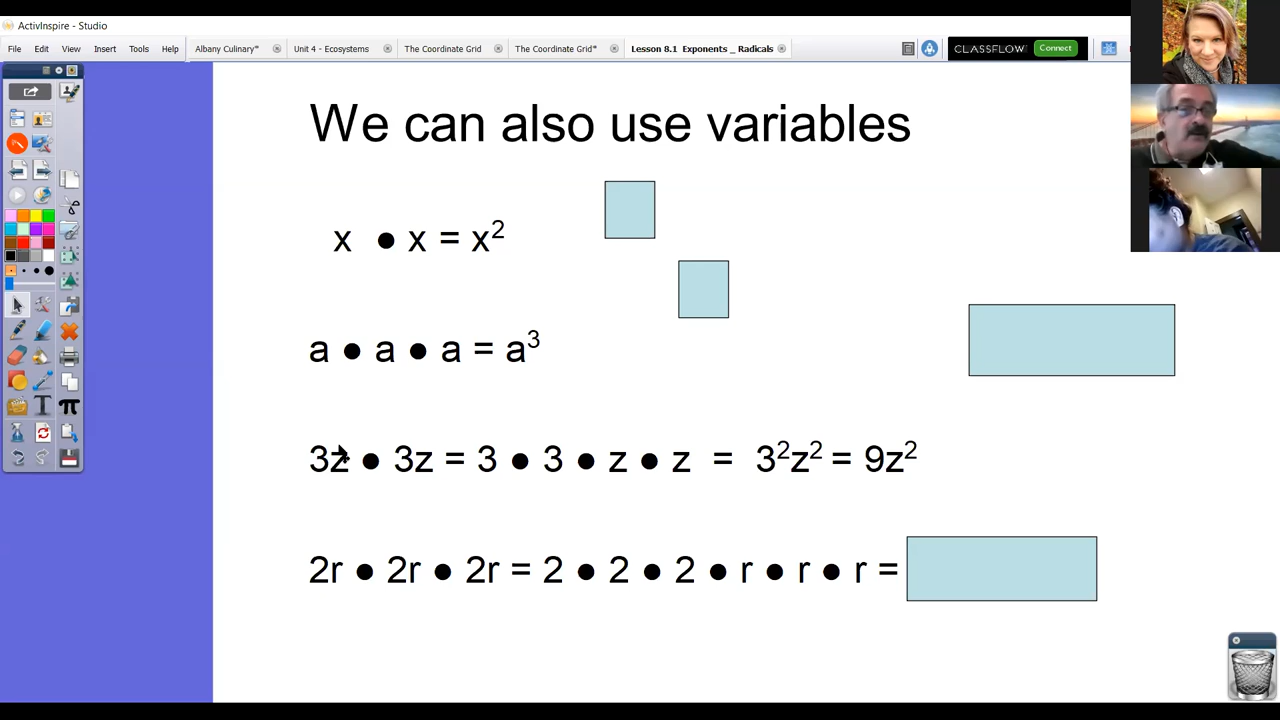 ActivInspire - Studio
File Edit View Insert Tools Help Albany Culinary* Unit 4 - Ecosystems The Coordinate Grid The Coordinate Grid* Lesson 8.1 Exponents _ Radicals CLASSFLOW Connect
We can also use variables
x ● x = x²
a ● a ● a = a³
3z ● 3z = 3 ● 3 ● z ● z = 3²z² = 9z²
2r ● 2r ● 2r = 2 ● 2 ● 2 ● r ● r ● r =